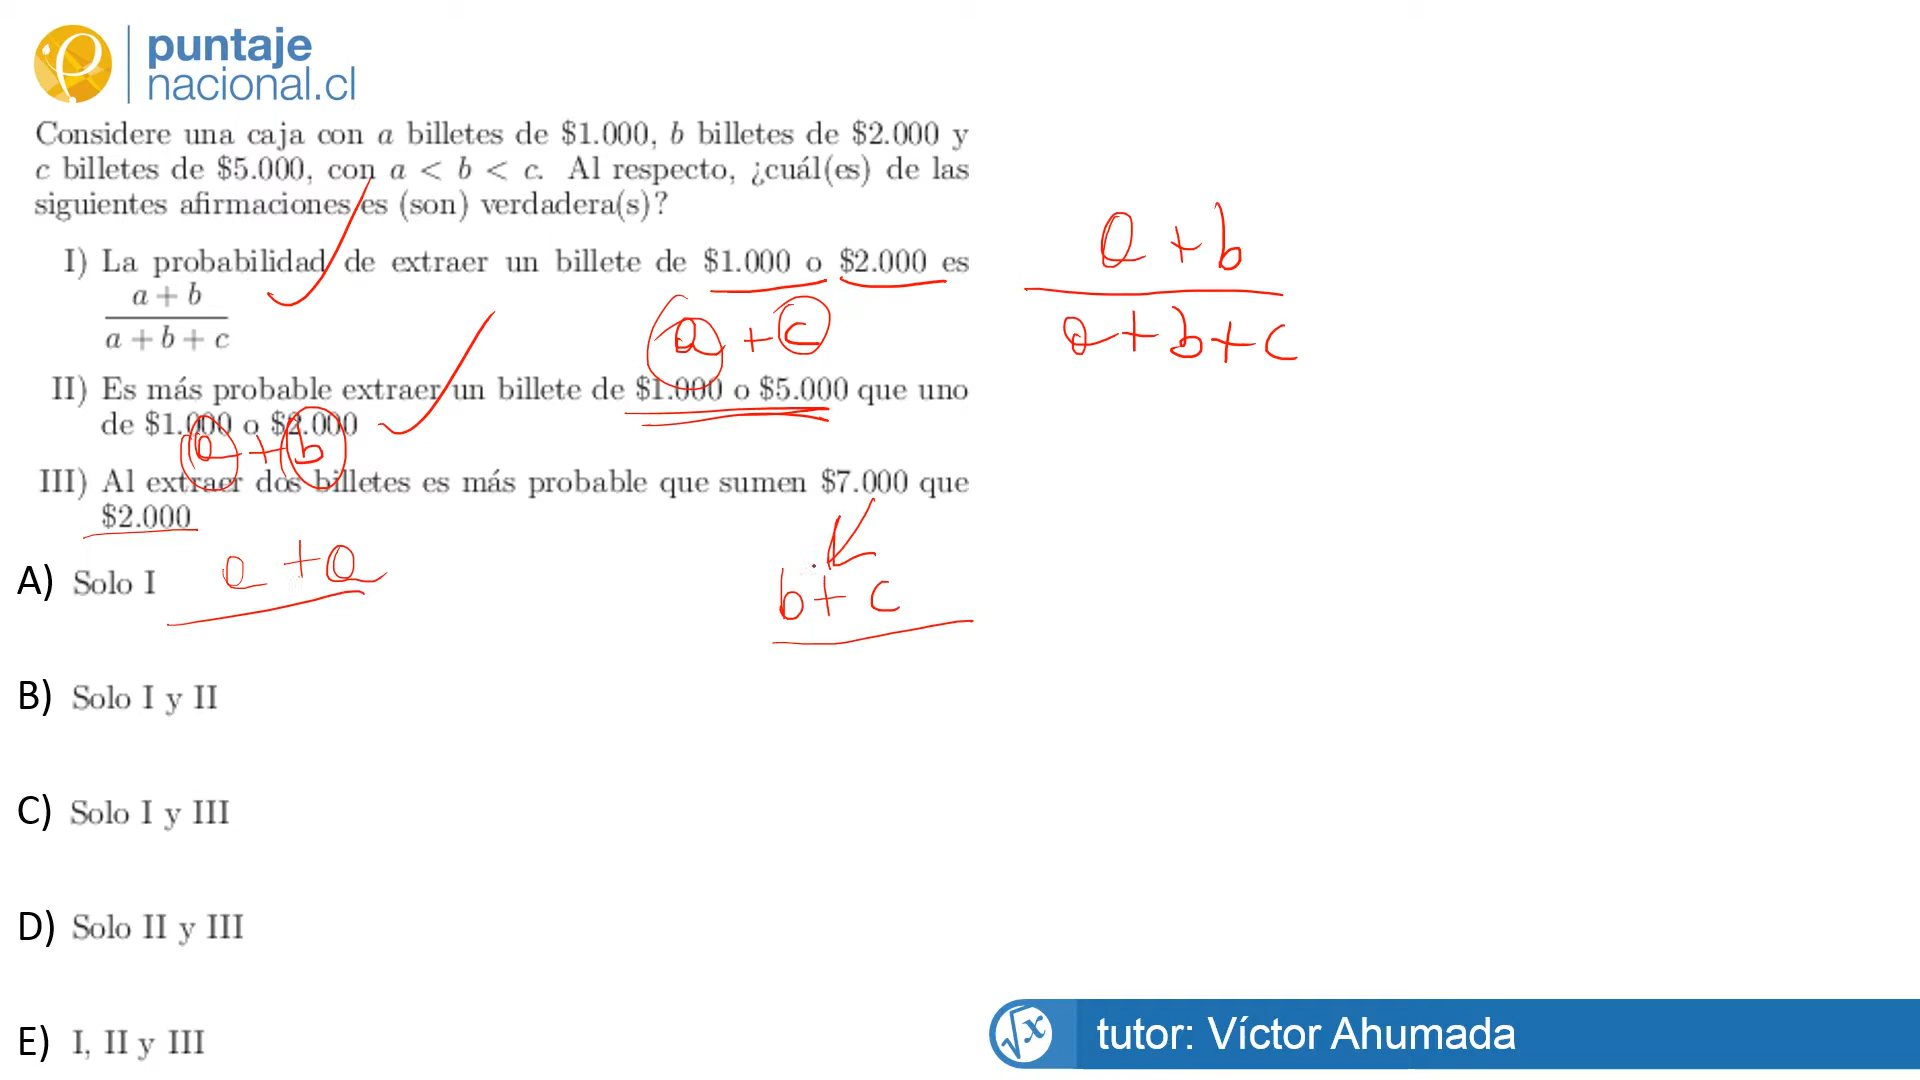 puntaje
nacional.cl
Considere una caja con a billetes de $1.000, b billetes de $2.000 y
c billetes de $5.000, con a < b < c. Al respecto, ¿cuál(es) de las
siguientes afirmaciones es (son) verdadera(s)?
I) La probabilidad de extraer un billete de $1.000 o $2.000 es
a + b
a + b + c
a + b
a + b + c
a + c
II) Es más probable extraer un billete de $1.000 o $5.000 que uno
de $1.000 o $2.000
a + b
III) Al extraer dos billetes es más probable que sumen $7.000 que
$2.000
a + a
b + c
A) Solo I
B) Solo I y II
C) Solo I y III
D) Solo II y III
E) I, II y III
√x
tutor: Víctor Ahumada